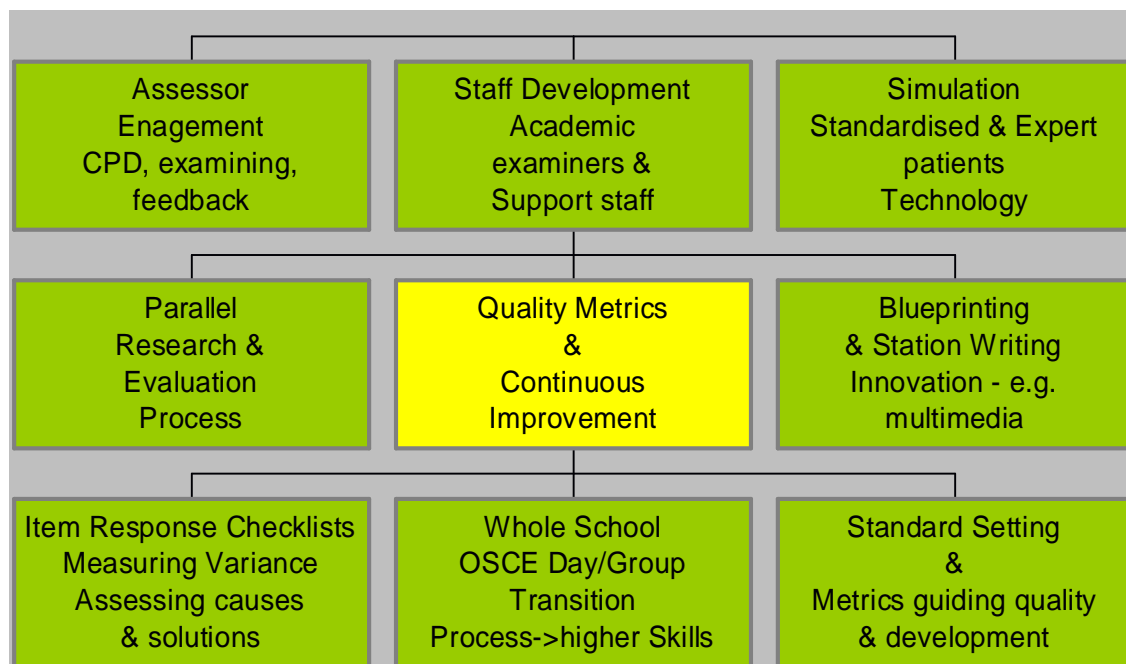 Assessor
Enagement
CPD, examining,
feedback
Staff Development
Academic
examiners &
Support staff
Simulation
Standardised & Expert
patients
Technology
Parallel
Research &
Evaluation
Process
Quality Metrics
&
Continuous
Improvement
Blueprinting
& Station Writing
Innovation - e.g.
multimedia
Item Response Checklists
Measuring Variance
Assessing causes
& solutions
Whole School
OSCE Day/Group
Transition
Process->higher Skills
Standard Setting
&
Metrics guiding quality
& development